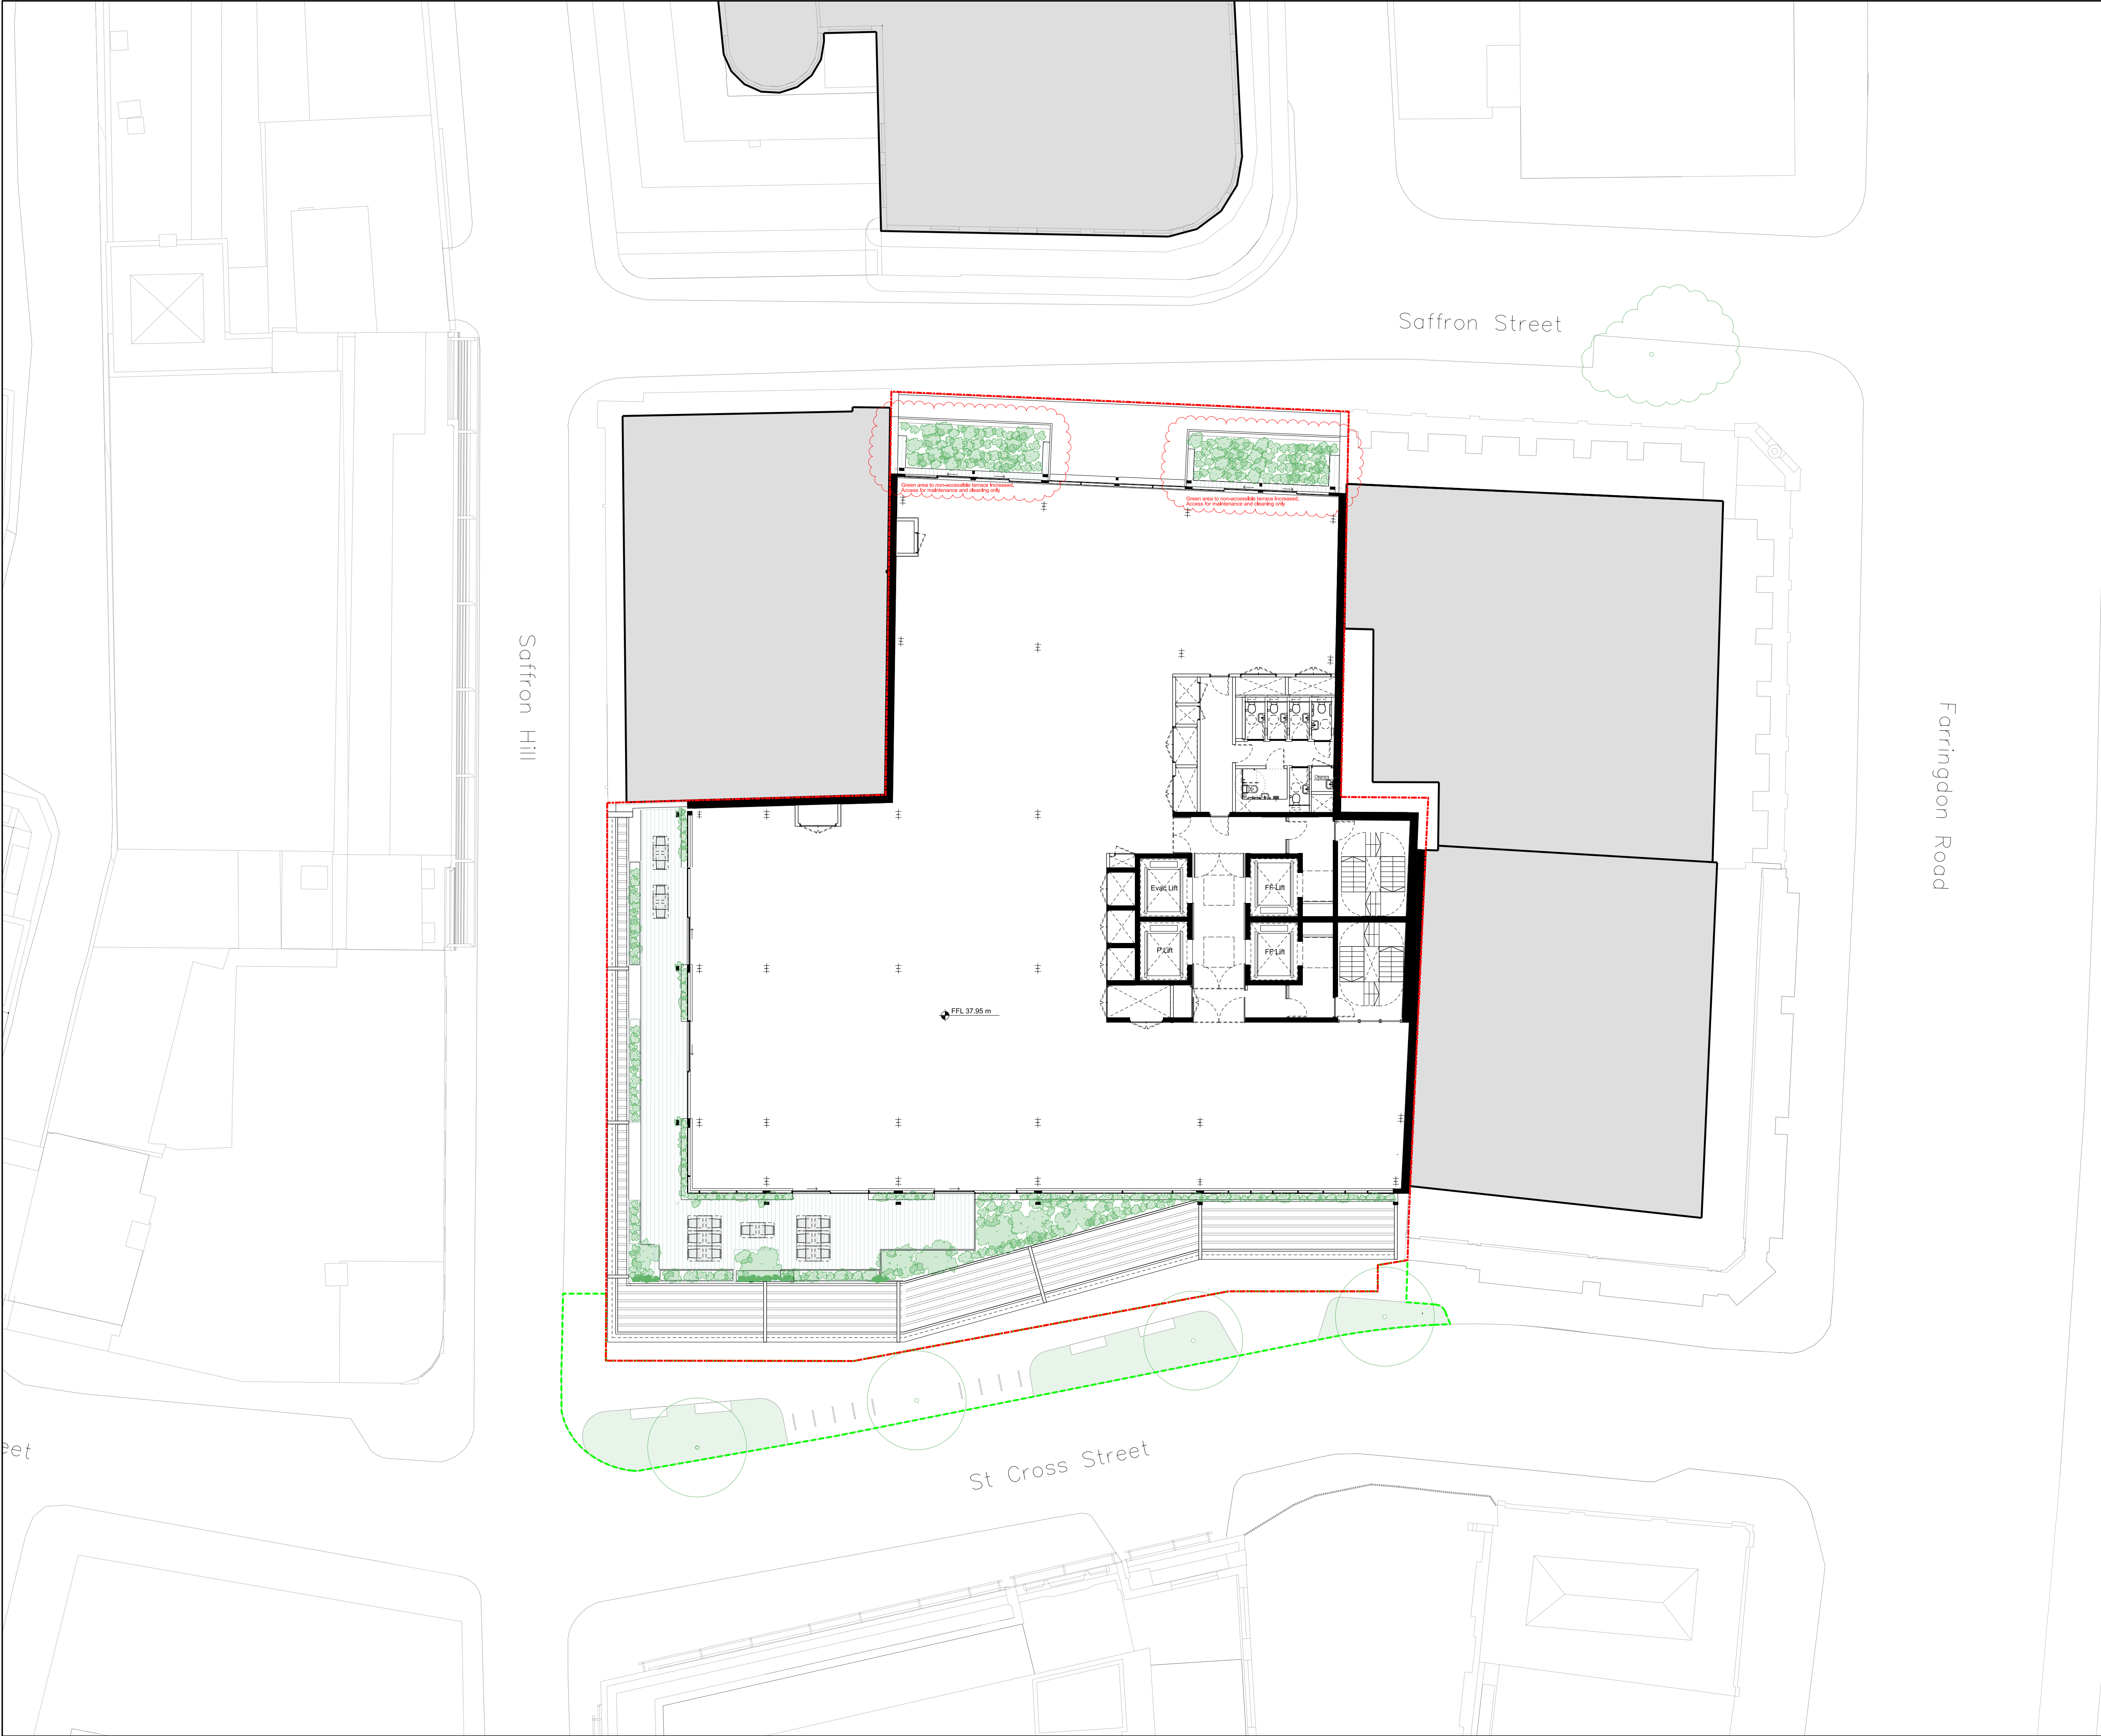 Saffron Street
Green area to non-accessible terrace increased.
Access for maintenance and cleaning only
Green area to non-accessible terrace increased.
Access for maintenance and cleaning only
Saffron Hill
Farringdon Road
Evac Lift
FF Lift
P Lift
FF Lift
FFL 37.95 m
eet
St Cross Street